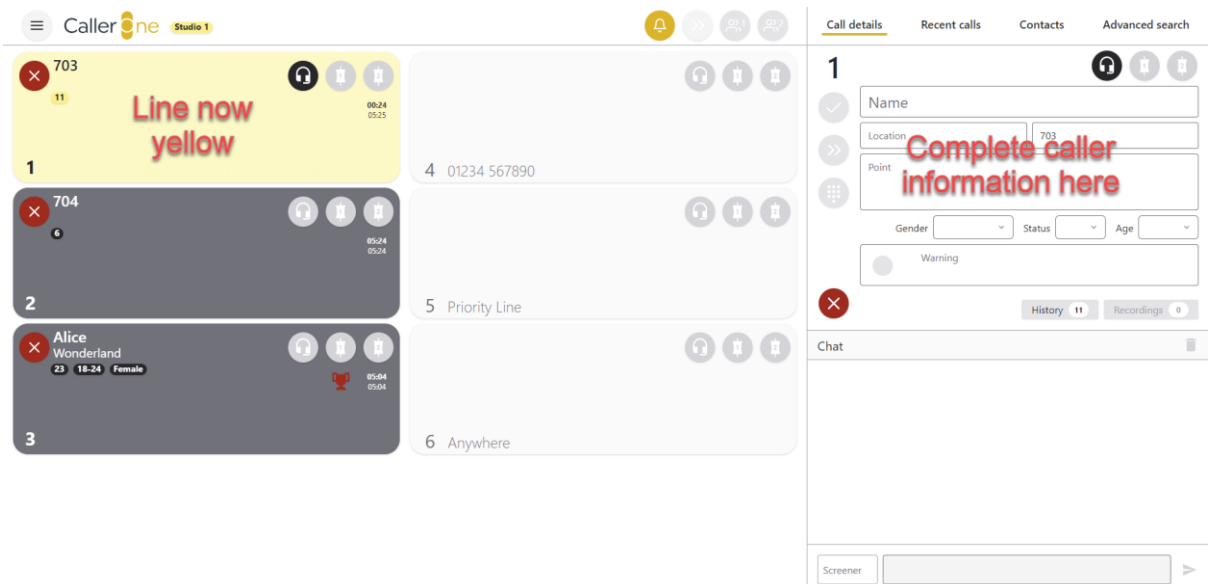 CallerOne Studio 1
Call details Recent calls Contacts Advanced search
703
11
00:24
05:25
Line now
yellow
1
704
6
05:24
05:24
2
Alice
Wonderland
23 18-24 Female
05:04
05:04
3
4 01234 567890
5 Priority Line
6 Anywhere
1
Name
Location 703
Point
Complete caller
information here
Gender Status Age
Warning
History 11 Recordings 0
Chat
Screener